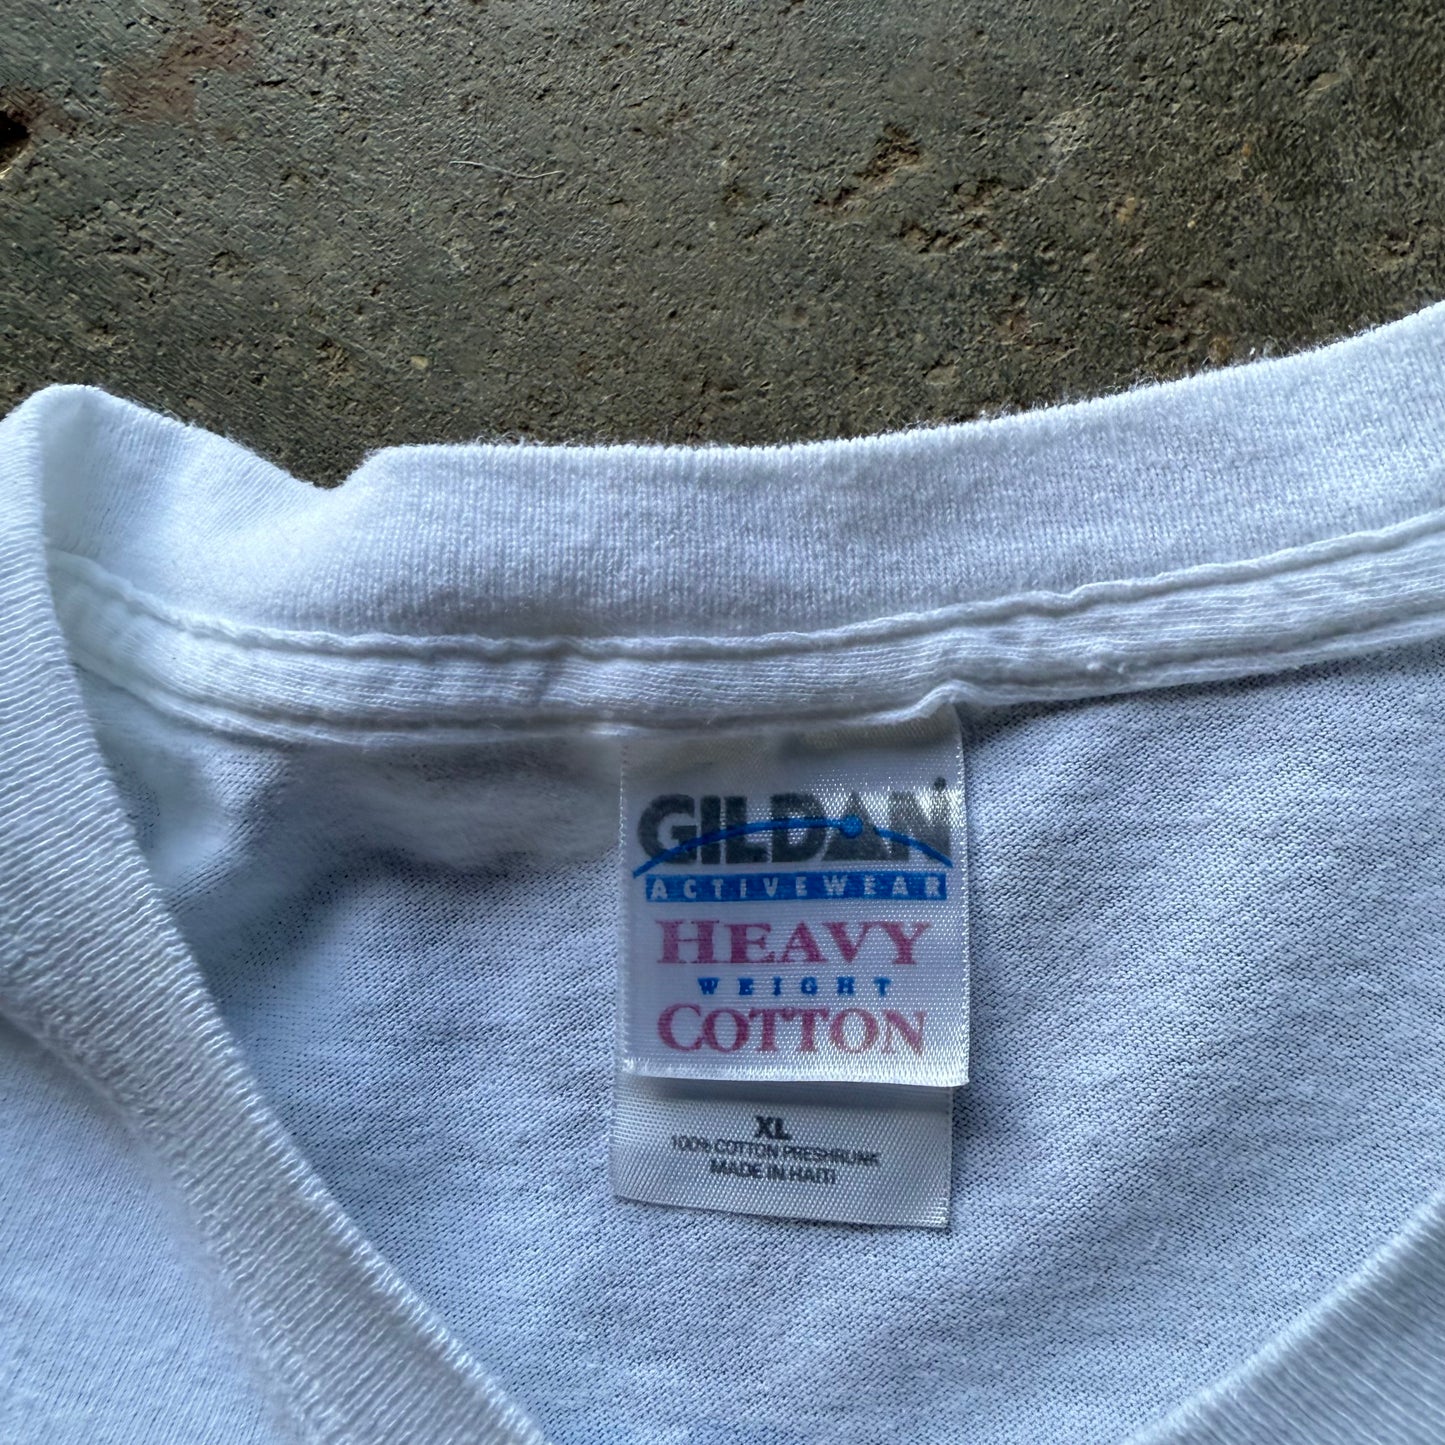 GILDAN®
ACTIVEWEAR
HEAVY
WEIGHT
COTTON
XL
100% COTTON PRESHRUNK
MADE IN HAITI